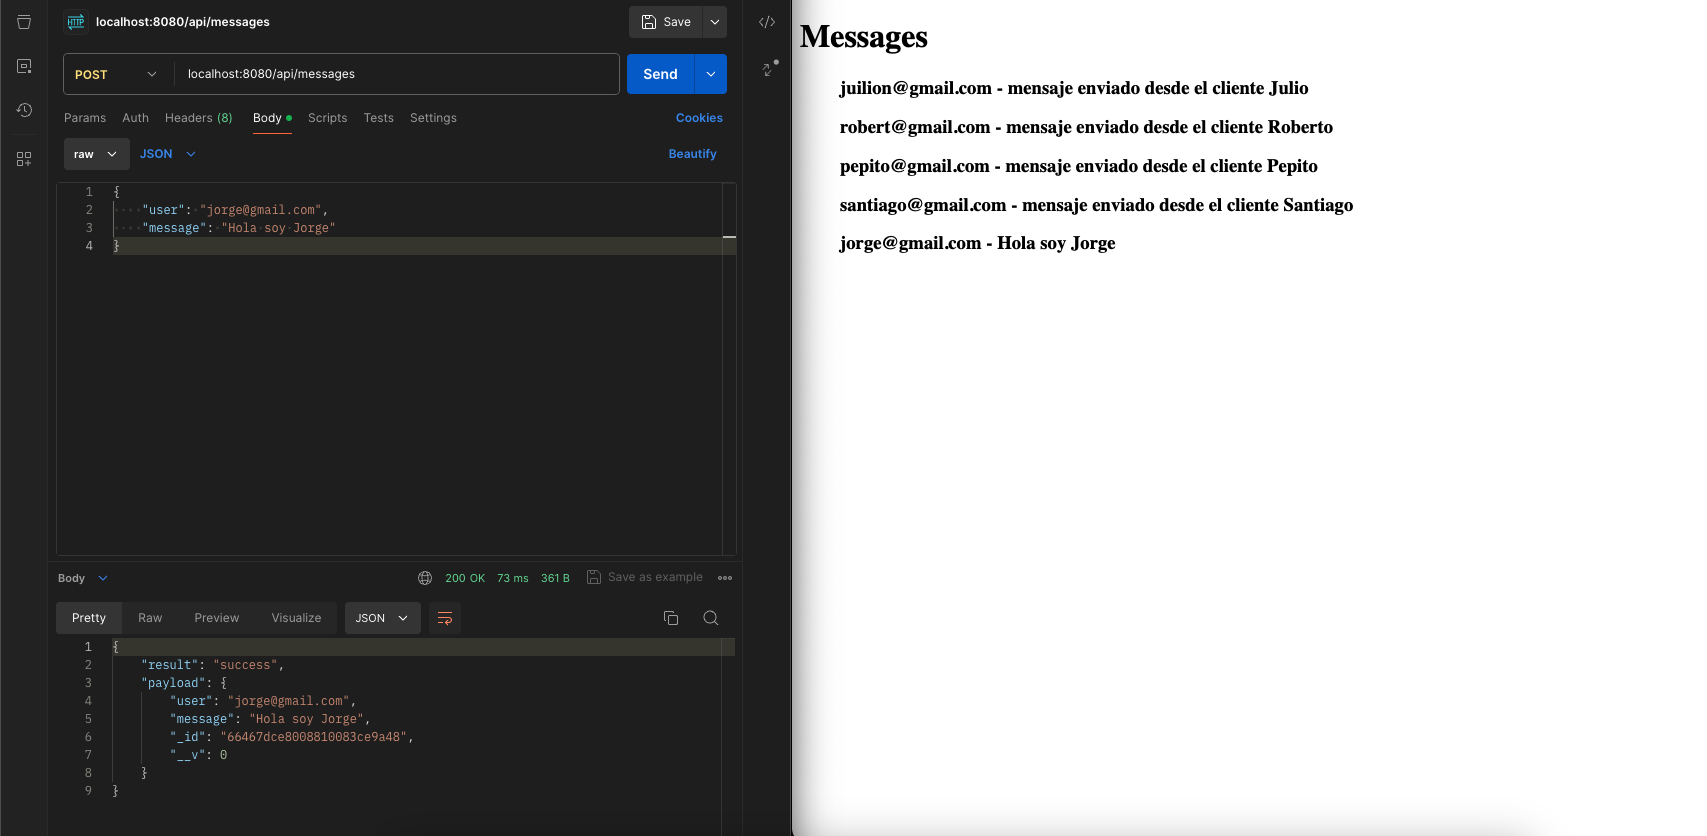 HTTP localhost:8080/api/messages Save
POST localhost:8080/api/messages Send
Params Auth Headers (8) Body Scripts Tests Settings Cookies
raw JSON Beautify
1 {
2 "user": "jorge@gmail.com",
3 "message": "Hola soy Jorge"
4 }
Body 200 OK 73 ms 361 B Save as example
Pretty Raw Preview Visualize JSON
1 {
2 "result": "success",
3 "payload": {
4 "user": "jorge@gmail.com",
5 "message": "Hola soy Jorge",
6 "_id": "66467dce8008810083ce9a48",
7 "__v": 0
8 }
9 }
Messages
juilion@gmail.com - mensaje enviado desde el cliente Julio
robert@gmail.com - mensaje enviado desde el cliente Roberto
pepito@gmail.com - mensaje enviado desde el cliente Pepito
santiago@gmail.com - mensaje enviado desde el cliente Santiago
jorge@gmail.com - Hola soy Jorge